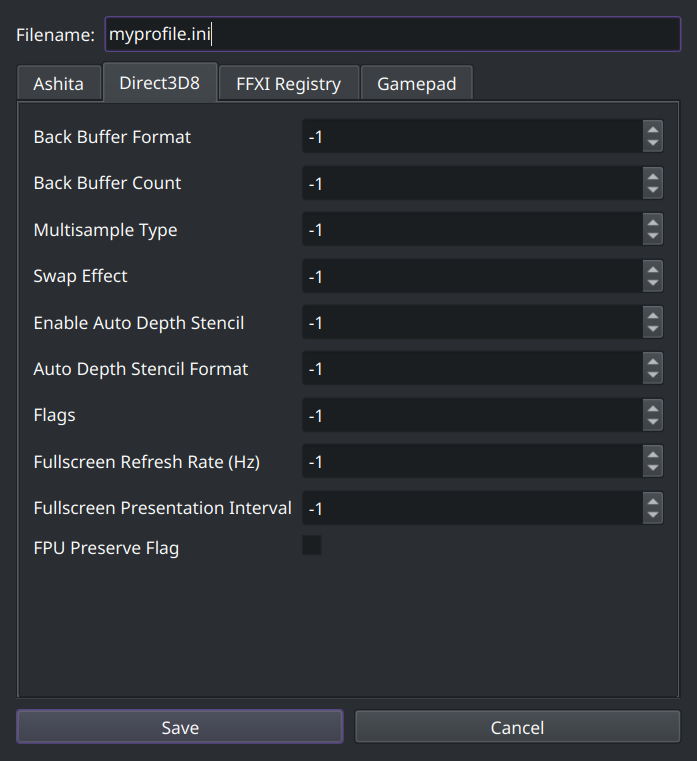 Filename: myprofile.ini
Ashita Direct3D8 FFXI Registry Gamepad
Back Buffer Format -1
Back Buffer Count -1
Multisample Type -1
Swap Effect -1
Enable Auto Depth Stencil -1
Auto Depth Stencil Format -1
Flags -1
Fullscreen Refresh Rate (Hz) -1
Fullscreen Presentation Interval -1
FPU Preserve Flag
Save Cancel